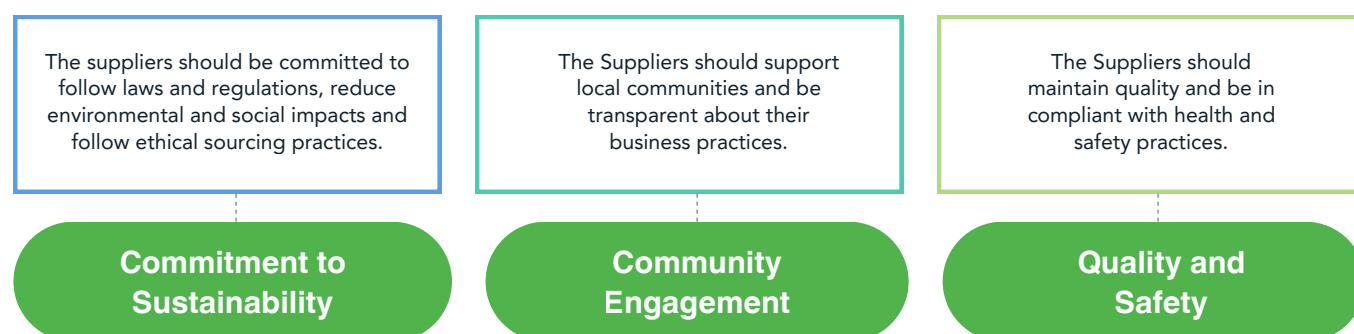 The suppliers should be committed to
follow laws and regulations, reduce
environmental and social impacts and
follow ethical sourcing practices.
Commitment to
Sustainability
The Suppliers should support
local communities and be
transparent about their
business practices.
Community
Engagement
The Suppliers should
maintain quality and be in
compliant with health and
safety practices.
Quality and
Safety